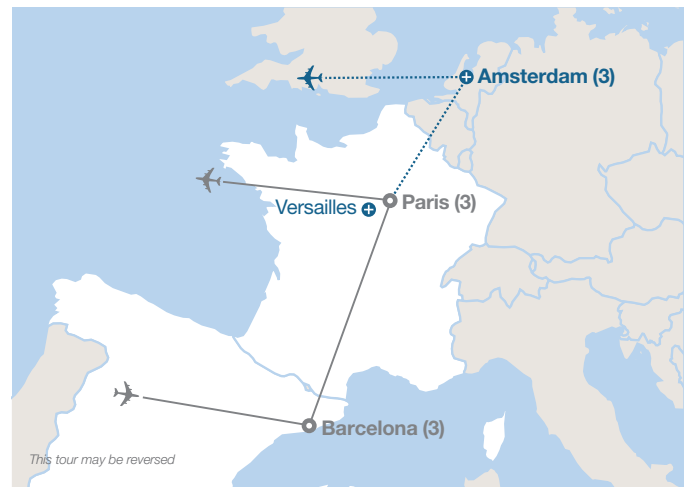 Amsterdam (3)
Versailles
Paris (3)
Barcelona (3)
This tour may be reversed